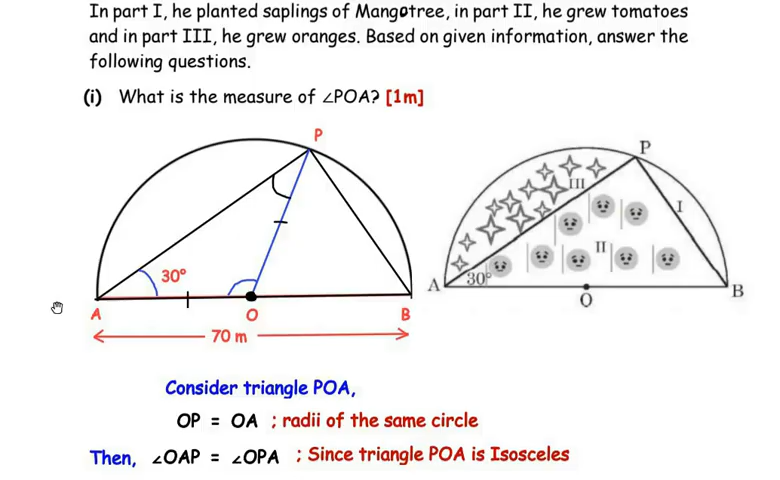 In part I, he planted saplings of Mangotree, in part II, he grew tomatoes
and in part III, he grew oranges. Based on given information, answer the
following questions.
(i) What is the measure of ∠POA? [1m]
P
30°
A
O
B
70 m
P
III
I
II
A
30°
O
B
Consider triangle POA,
OP = OA ; radii of the same circle
Then, ∠OAP = ∠OPA ; Since triangle POA is Isosceles